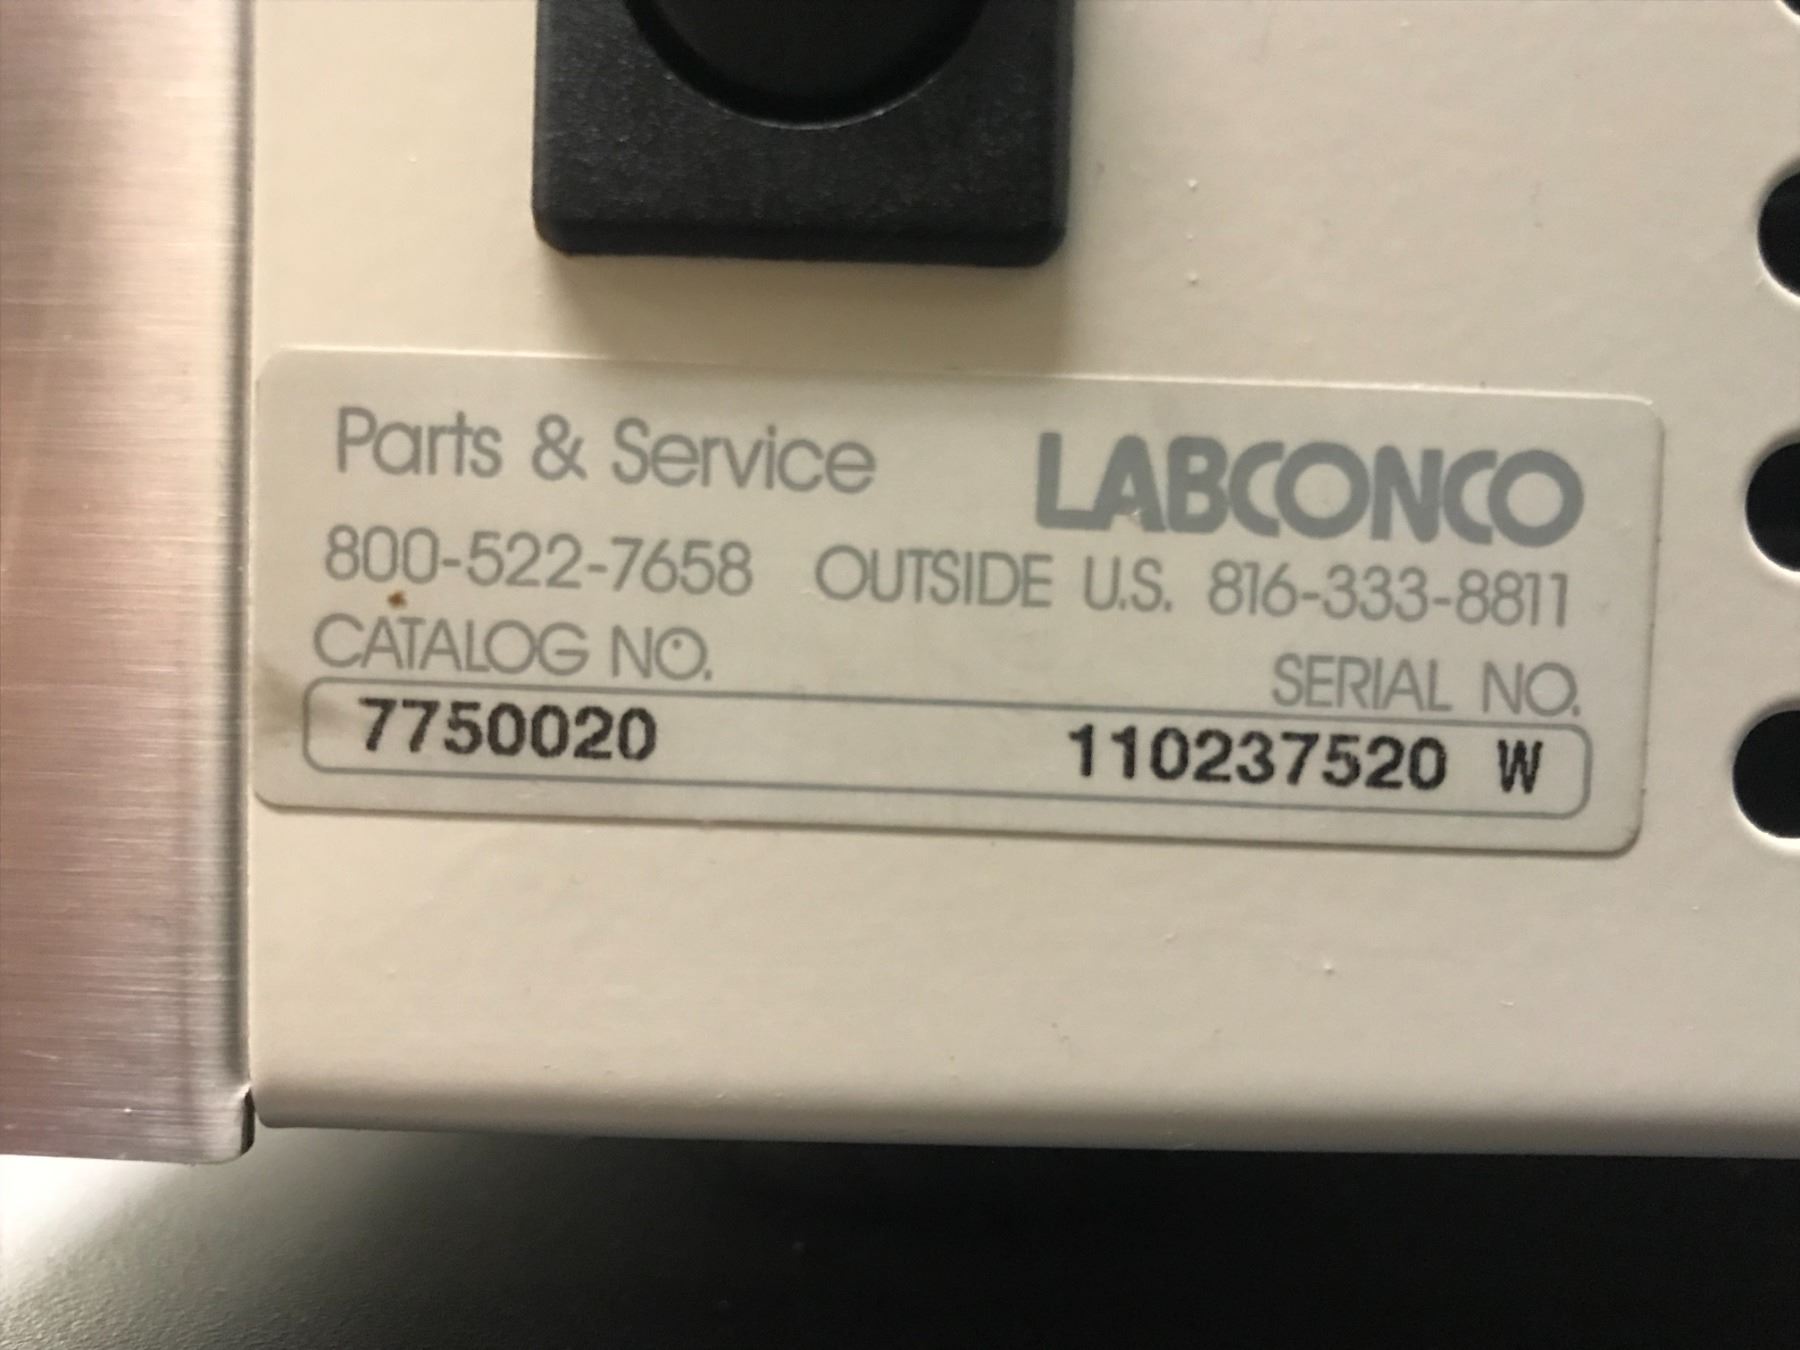 Parts & Service LABCONCO
800-522-7658 OUTSIDE U.S. 816-333-8811
CATALOG NO. SERIAL NO.
7750020 110237520 W